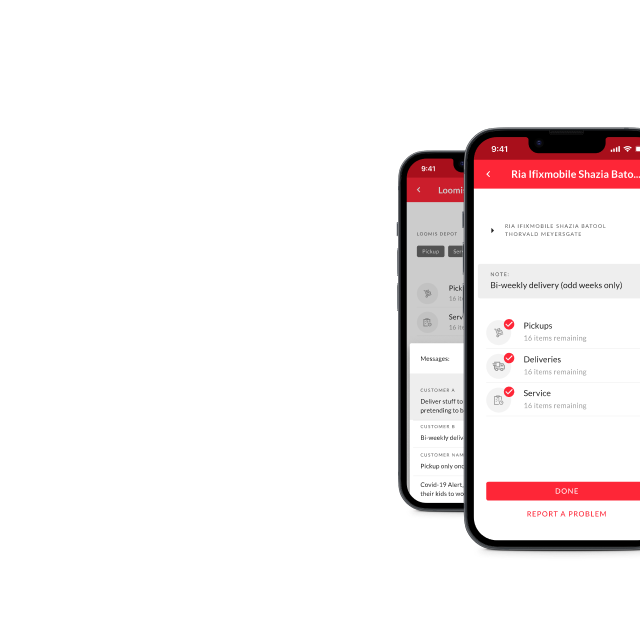 9:41
Loomis
LOOMIS DEPOT
Pickup
Pick
16
Serv
16
Messages:
CUSTOMER A
Deliver stuff to
pretending to b
CUSTOMER B
Bi-weekly deliv
CUSTOMER NAM
Pickup only onc
Covid-19 Alert,
their kids to wo
9:41
Ria Ifixmobile Shazia Bato...
RIA IFIXMOBILE SHAZIA BATOOL
THORVALD MEYERSGATE
NOTE:
Bi-weekly delivery (odd weeks only)
Pickups
16 items remaining
Deliveries
16 items remaining
Service
16 items remaining
DONE
REPORT A PROBLEM